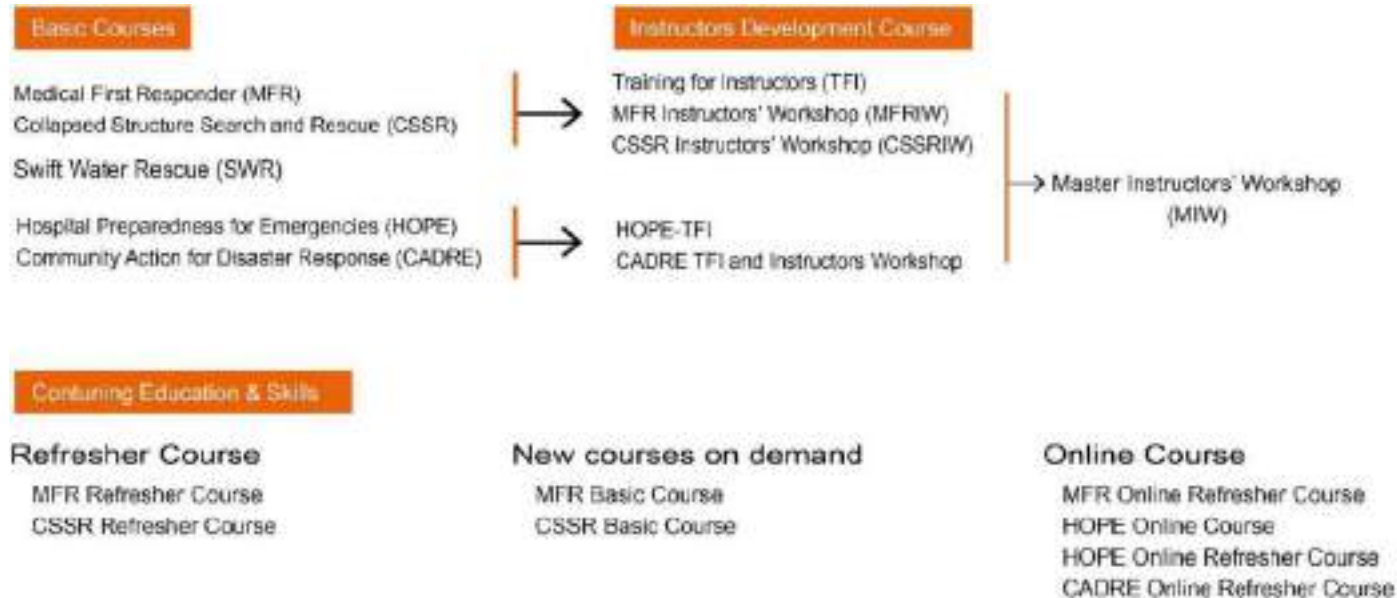 Basic Courses
Instructors Development Course
Medical First Responder (MFR)
Collapsed Structure Search and Rescue (CSSR)
Swift Water Rescue (SWR)
Hospital Preparedness for Emergencies (HOPE)
Community Action for Disaster Response (CADRE)
Training for Instructors (TFI)
MFR Instructors' Workshop (MFRIW)
CSSR Instructors' Workshop (CSSRIW)
HOPE-TFI
CADRE TFI and Instructors Workshop
Master Instructors' Workshop
(MIW)
Contuning Education & Skills
Refresher Course
MFR Refresher Course
CSSR Refresher Course
New courses on demand
MFR Basic Course
CSSR Basic Course
Online Course
MFR Online Refresher Course
HOPE Online Course
HOPE Online Refresher Course
CADRE Online Refresher Course